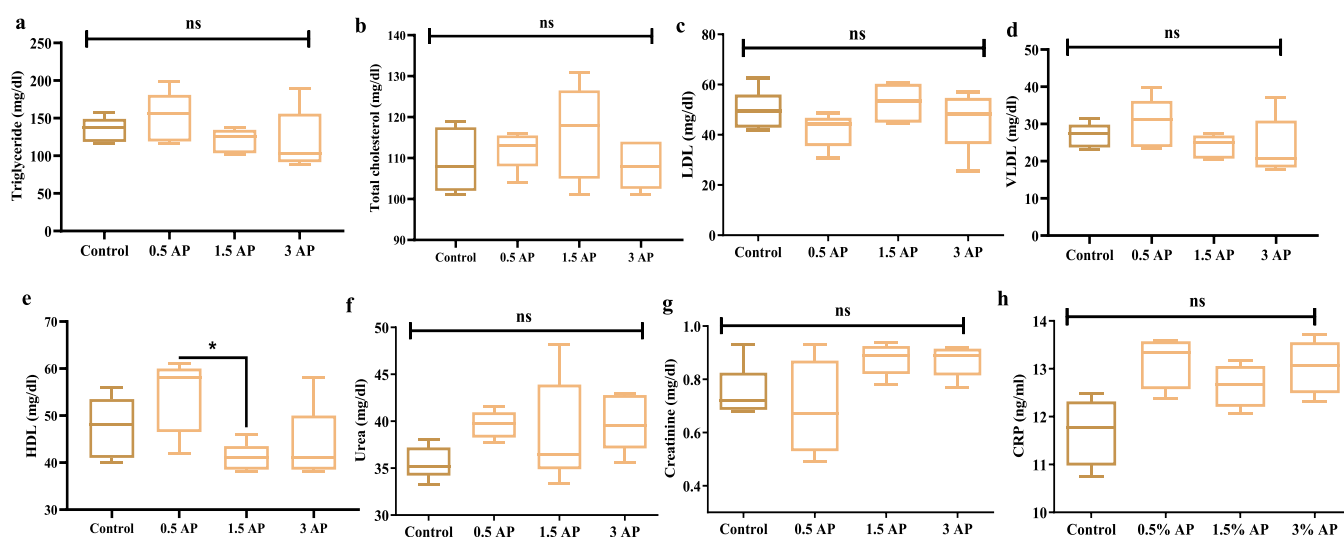 a
ns
Triglyceride (mg/dl)
250
200
150
100
50
0
Control 0.5 AP 1.5 AP 3 AP
b
ns
Total cholesterol (mg/dl)
140
130
120
110
100
90
Control 0.5 AP 1.5 AP 3 AP
c
ns
LDL (mg/dl)
80
60
40
20
0
Control 0.5 AP 1.5 AP 3 AP
d
ns
VLDL (mg/dl)
50
40
30
20
10
0
Control 0.5 AP 1.5 AP 3 AP
e
*
HDL (mg/dl)
70
60
50
40
30
Control 0.5 AP 1.5 AP 3 AP
f
ns
Urea (mg/dl)
50
45
40
35
30
Control 0.5 AP 1.5 AP 3 AP
g
ns
Creatinine (mg/dl)
1.0
0.8
0.6
0.4
Control 0.5 AP 1.5 AP 3 AP
h
ns
CRP (ng/ml)
14
13
12
11
10
Control 0.5% AP 1.5% AP 3% AP